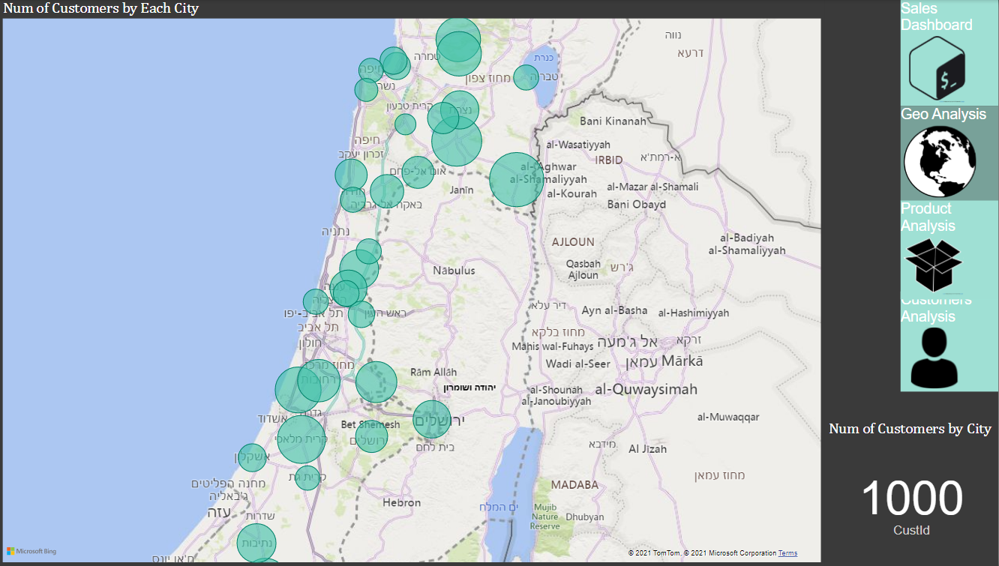 Num of Customers by Each City
Sales
Dashboard
$_
Geo Analysis
Product
Analysis
Customers
Analysis
Num of Customers by City
1000
CustId
נווה
דרעא
טמרה
כנרת
חיפה
מחוז צפון
טבריה
נשר
קרית טבעון
נצרת
Bani Kinanah
חיפה
al-Wasatiyyah
זכרון יעקב
IRBID
א-רמת'א
אום אל-פחם
al-Aghwar
al-Shamaliyyah
Janīn
al-Mazar al-Shamali
al-Kourah
באקה אל-גרביה
Bani Obayd
נתניה
al-Badiyah
al-Shamaliyyah
AJLOUN
Qasbah
Ajloun
ג'רש
Nābulus
הרצליה
דיר עלא
תל אביב-יפו
ראש העין
Ayn al-Basha
al-Hashimiyyah
תל אביב
מחוז בלקא
חולון
אל ג'מעה
זרקא
Mahis wal-Fuhays
מחוז מרכז
Wadi al-Seer
עמאן
Mārkā
Rām Allāh
רחובות
יהודה ושומרון
al-Shounah
al-Janoubiyyah
al-Quwaysimah
אשדוד
Bet Shemesh
ירושלים
al-Muwaqqar
קרית מלאכי
ירושלים
בית לחם
מידבא
Al Jīzah
אשקלון
קרית גת
מחוז עמאן
מחנה הפליטים
ג'באליה
MADABA
Hebron
ים המלח
Mujib
Nature
Reserve
Dhubyan
עזה
שדרות
נתיבות
Microsoft Bing
© 2021 TomTom, © 2021 Microsoft Corporation Terms